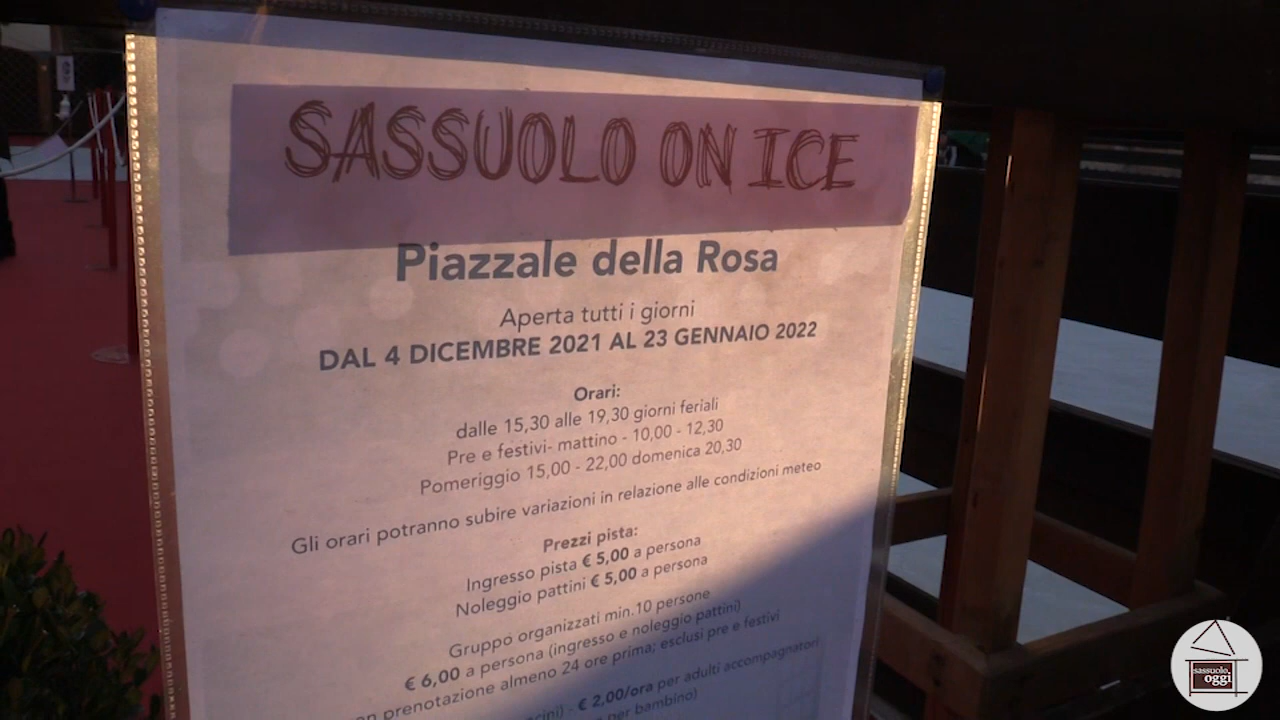 SASSUOLO ON ICE
Piazzale della Rosa
Aperta tutti i giorni
DAL 4 DICEMBRE 2021 AL 23 GENNAIO 2022
Orari:
dalle 15,30 alle 19,30 giorni feriali
Pre e festivi- mattino - 10,00 - 12,30
Pomeriggio 15,00 - 22,00 domenica 20,30
Gli orari potranno subire variazioni in relazione alle condizioni meteo
Prezzi pista:
Ingresso pista € 5,00 a persona
Noleggio pattini € 5,00 a persona
Gruppo organizzati min.10 persone
€ 6,00 a persona (ingresso e noleggio pattini)
prenotazione almeno 24 ore prima; esclusi pre e festivi
- € 2,00/ora per adulti accompagnatori
per bambino)
sassuolo
oggi